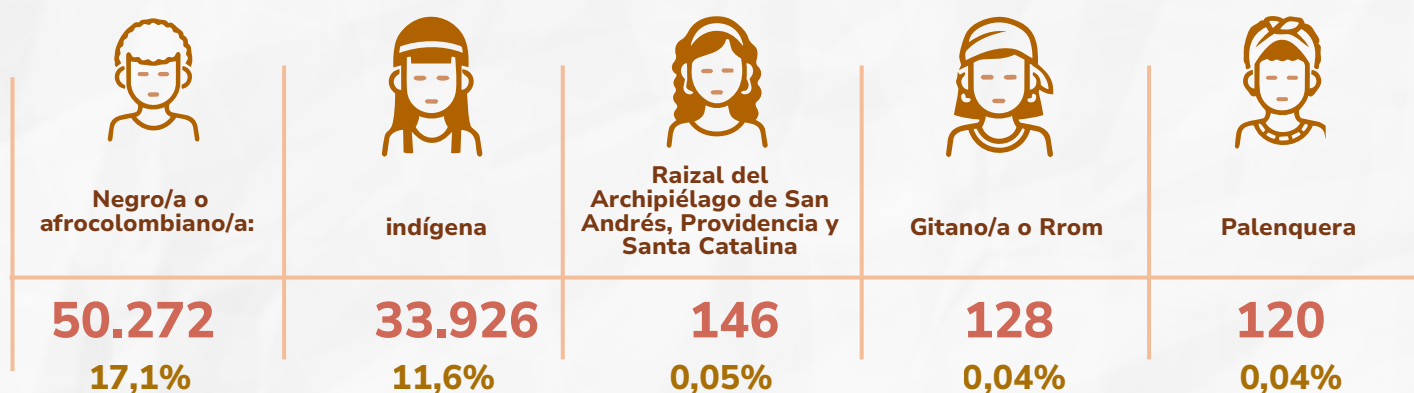 Negro/a o
afrocolombiano/a:
indígena
Raizal del
Archipiélago de San
Andrés, Providencia y
Santa Catalina
Gitano/a o Rrom
Palenquera
50.272
33.926
146
128
120
17,1%
11,6%
0,05%
0,04%
0,04%